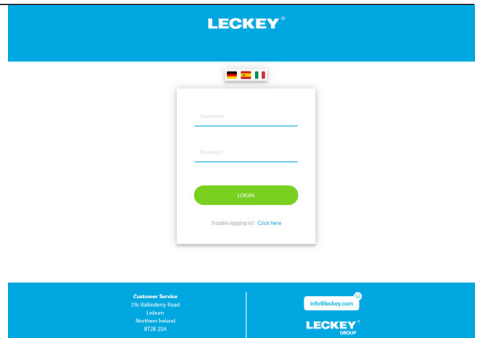 LECKEY®
Username
Password
LOGIN
Trouble logging in? Click here
Customer Service
19c Ballinderry Road
Lisburn
Northern Ireland
BT28 2SA
info@leckey.com
LECKEY®
GROUP